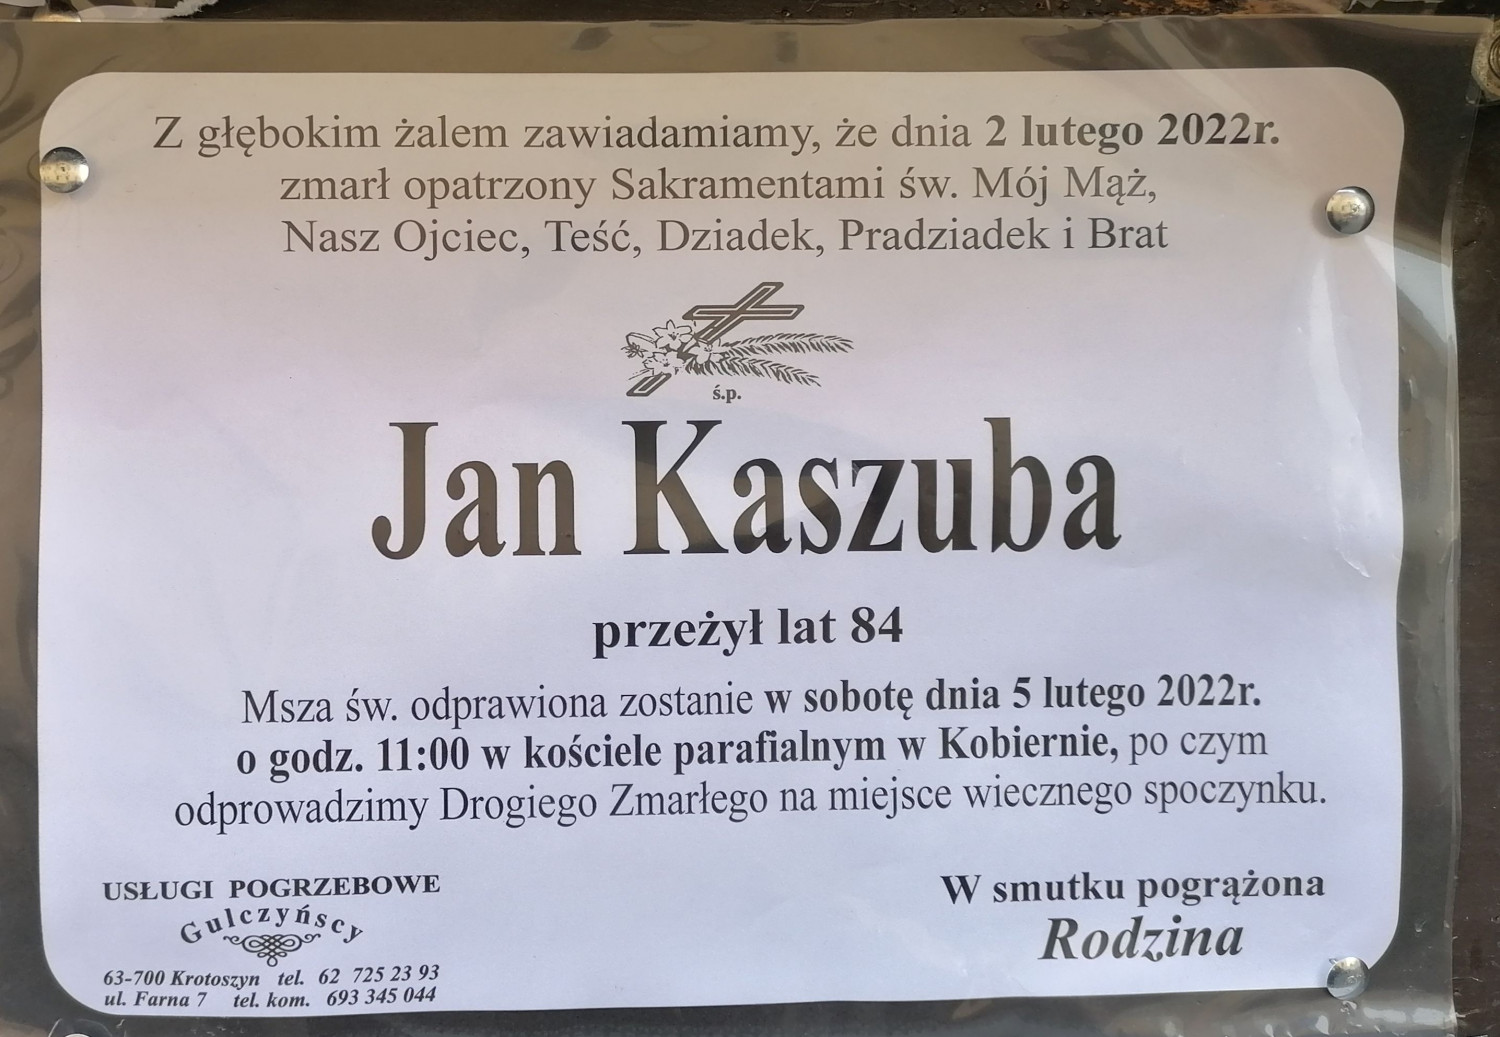 Z głębokim żalem zawiadamiamy, że dnia 2 lutego 2022r.
zmarł opatrzony Sakramentami św. Mój Mąż,
Nasz Ojciec, Teść, Dziadek, Pradziadek i Brat
ś.p.
Jan Kaszuba
przeżył lat 84
Msza św. odprawiona zostanie w sobotę dnia 5 lutego 2022r.
o godz. 11:00 w kościele parafialnym w Kobiernie, po czym
odprowadzimy Drogiego Zmarłego na miejsce wiecznego spoczynku.
USŁUGI POGRZEBOWE
Gulczyńscy
63-700 Krotoszyn tel. 62 725 23 93
ul. Farna 7 tel. kom. 693 345 044
W smutku pogrążona
Rodzina